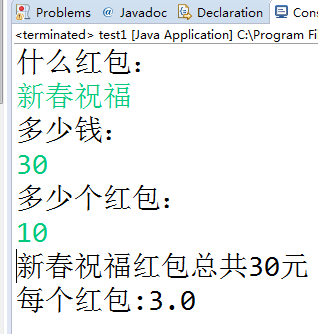 Problems @ Javadoc Declaration Cons
<terminated> test1 [Java Application] C:\Program Fi
什么红包:
新春祝福
多少钱:
30
多少个红包:
10
新春祝福红包总共30元
每个红包:3.0